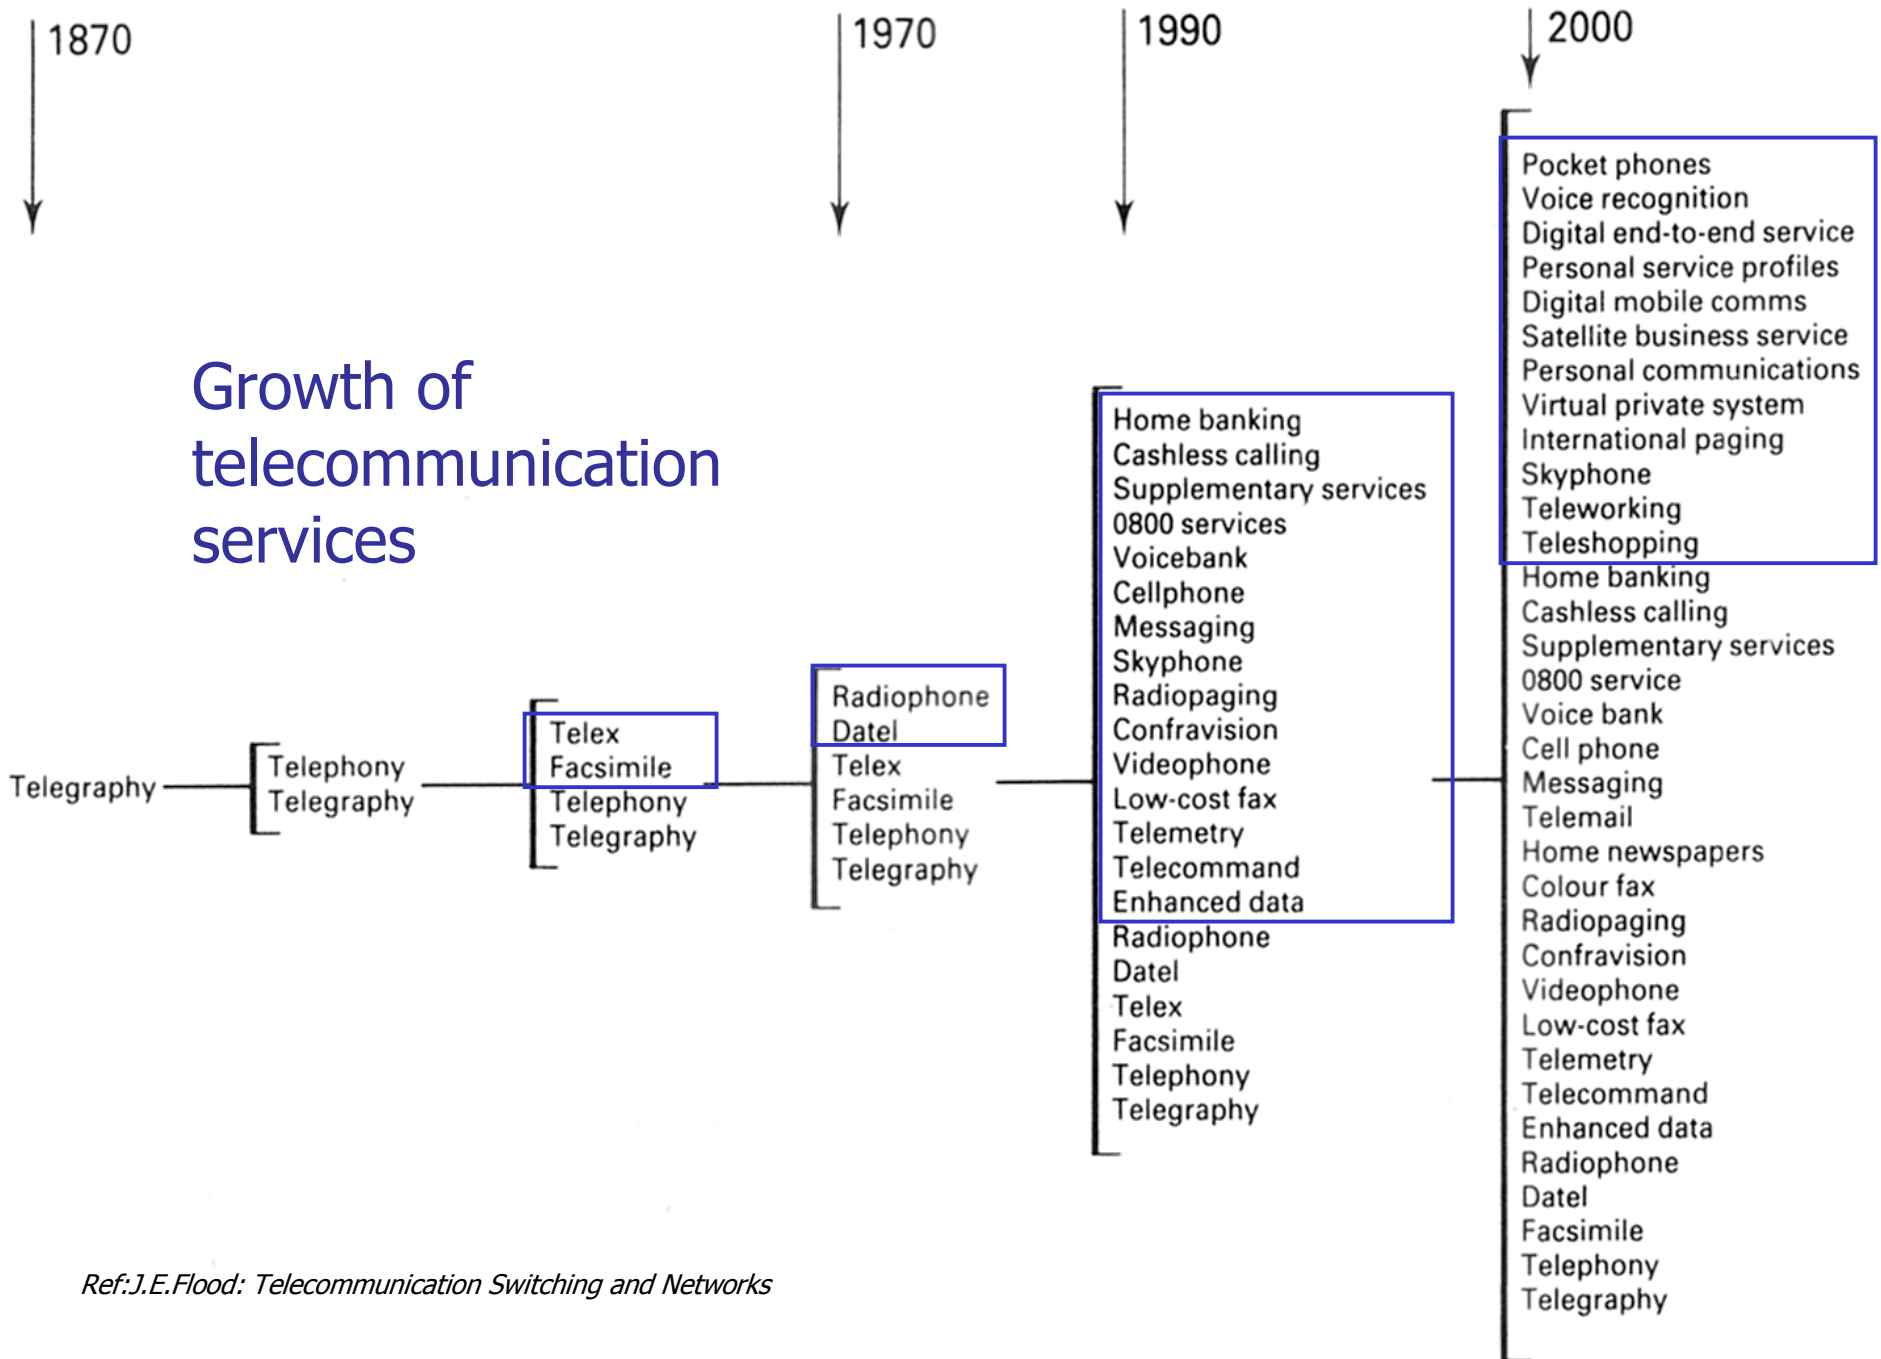 1870
1970
1990
2000
Growth of
telecommunication
services
Telegraphy
Telephony
Telegraphy
Telex
Facsimile
Telephony
Telegraphy
Radiophone
Datel
Telex
Facsimile
Telephony
Telegraphy
Home banking
Cashless calling
Supplementary services
0800 services
Voicebank
Cellphone
Messaging
Skyphone
Radiopaging
Confravision
Videophone
Low-cost fax
Telemetry
Telecommand
Enhanced data
Radiophone
Datel
Telex
Facsimile
Telephony
Telegraphy
Pocket phones
Voice recognition
Digital end-to-end service
Personal service profiles
Digital mobile comms
Satellite business service
Personal communications
Virtual private system
International paging
Skyphone
Teleworking
Teleshopping
Home banking
Cashless calling
Supplementary services
0800 service
Voice bank
Cell phone
Messaging
Telemail
Home newspapers
Colour fax
Radiopaging
Confravision
Videophone
Low-cost fax
Telemetry
Telecommand
Enhanced data
Radiophone
Datel
Facsimile
Telephony
Telegraphy
Ref:J.E.Flood: Telecommunication Switching and Networks